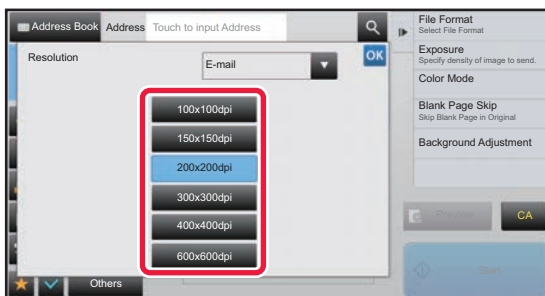 Address Book Address Touch to input Address
Resolution
E-mail
OK
100x100dpi
150x150dpi
200x200dpi
300x300dpi
400x400dpi
600x600dpi
Others
File Format
Select File Format
Exposure
Specify density of image to send.
Color Mode
Blank Page Skip
Skip Blank Page in Original
Background Adjustment
Preview
CA
Start